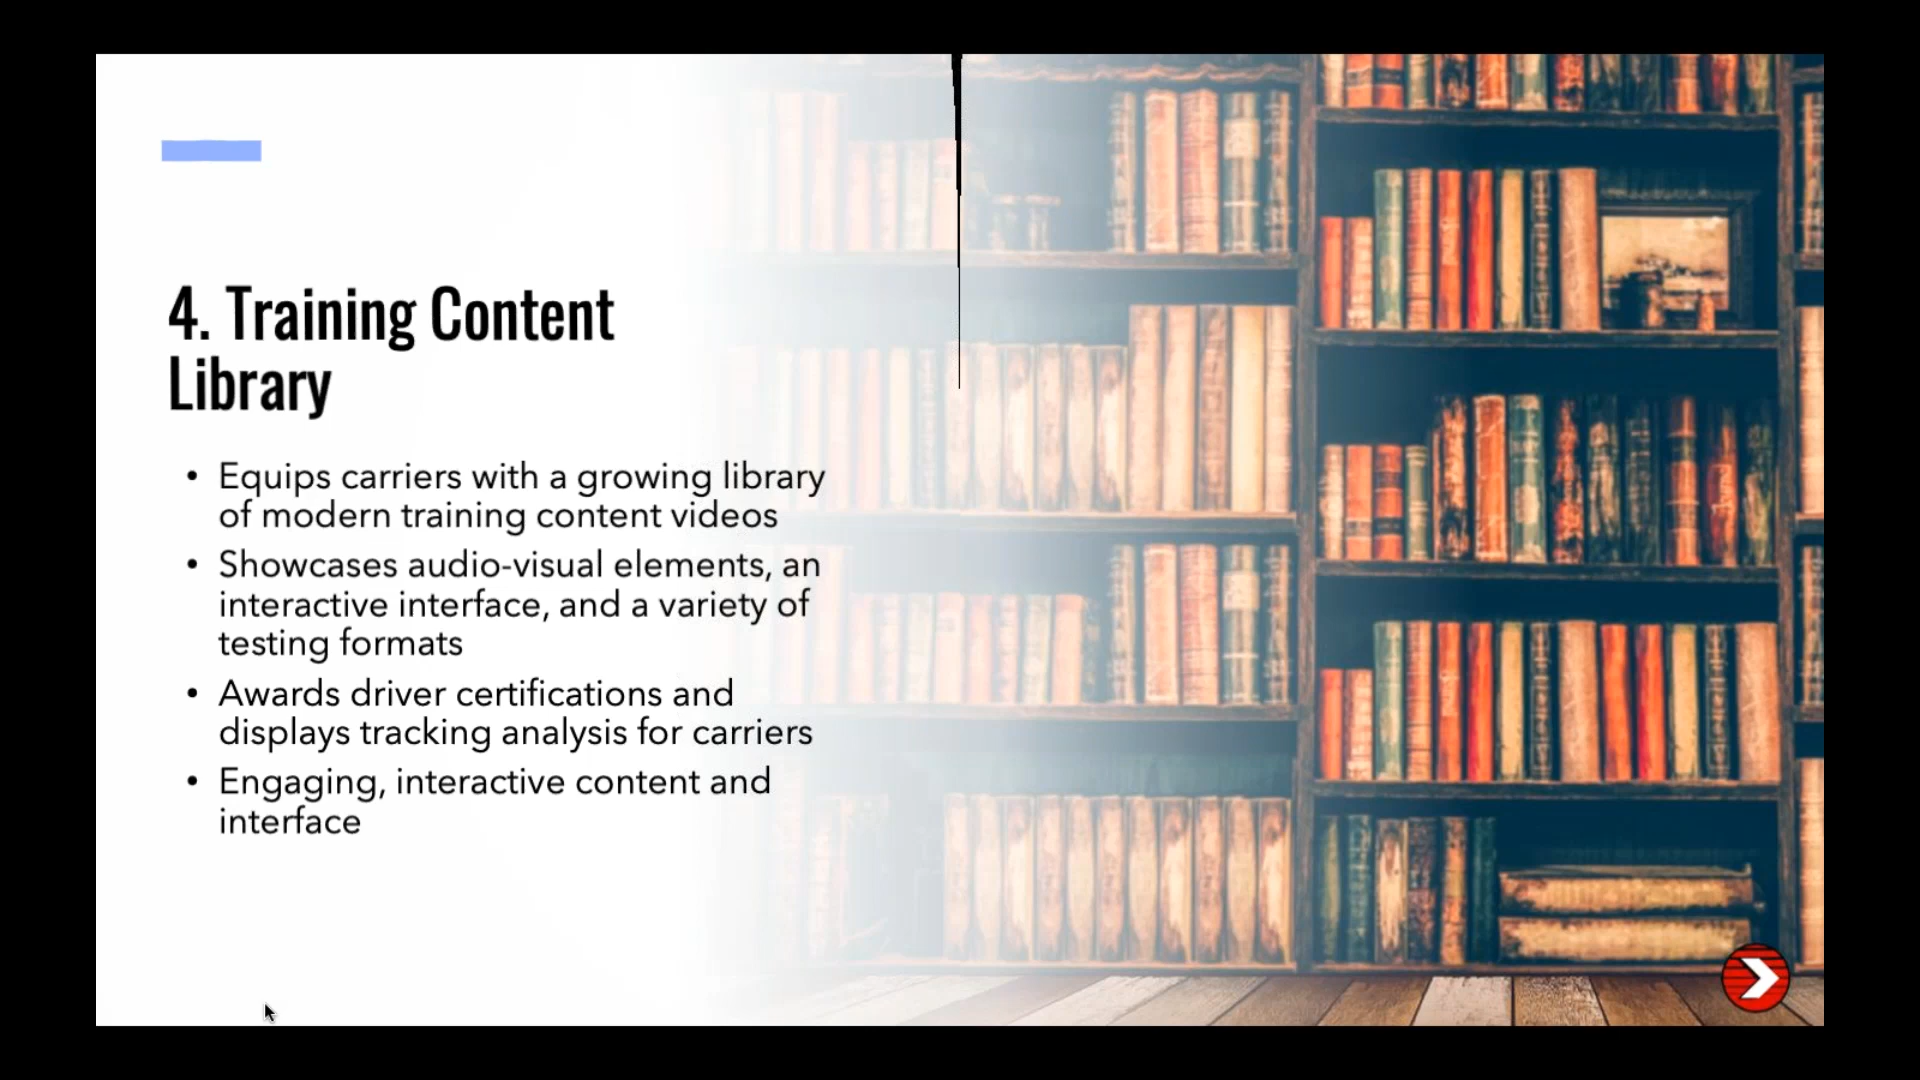 4. Training Content
Library
• Equips carriers with a growing library
of modern training content videos
• Showcases audio-visual elements, an
interactive interface, and a variety of
testing formats
• Awards driver certifications and
displays tracking analysis for carriers
• Engaging, interactive content and
interface